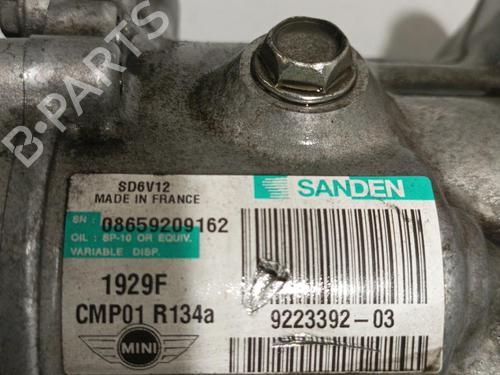 B-PARTS
SD6V12
MADE IN FRANCE
SANDEN
SN : 08659209162
OIL : SP-10 OR EQUIV.
VARIABLE DISP.
1929F
CMP01 R134a
9223392-03
MINI